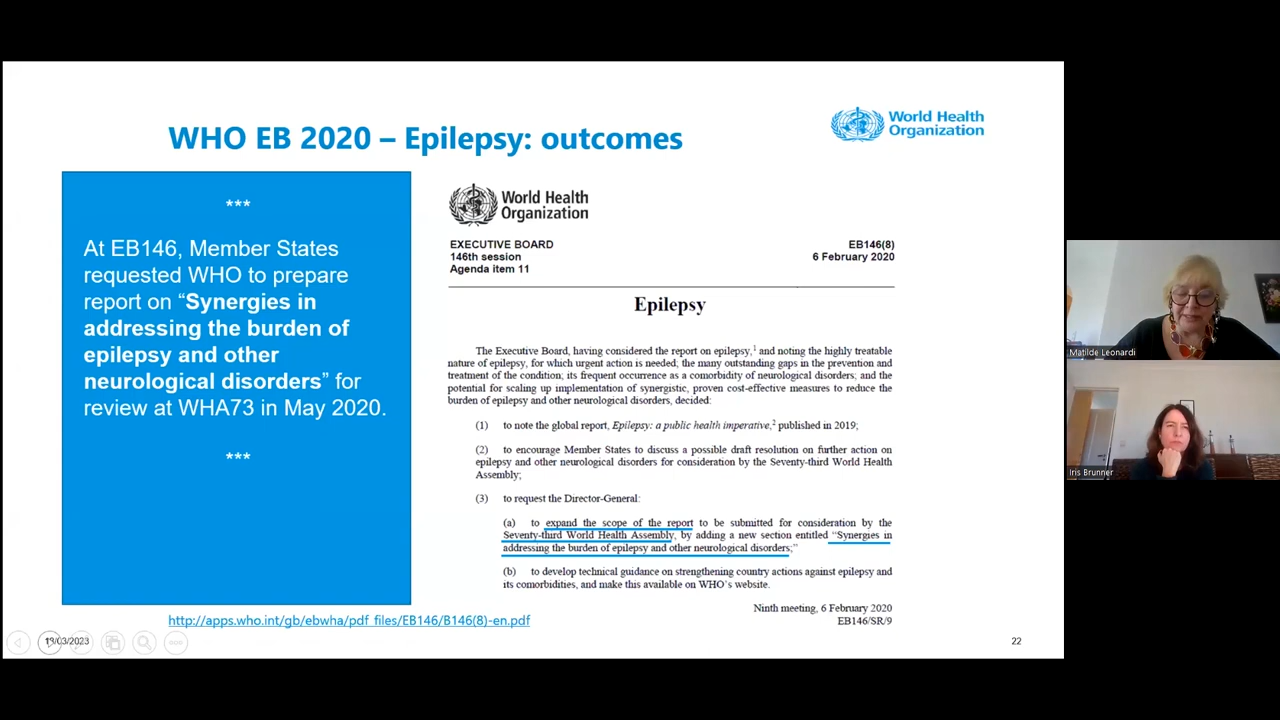 WHO EB 2020 – Epilepsy: outcomes
World Health
Organization
***
At EB146, Member States
requested WHO to prepare
report on “Synergies in
addressing the burden of
epilepsy and other
neurological disorders” for
review at WHA73 in May 2020.
***
World Health
Organization
EXECUTIVE BOARD
146th session
Agenda item 11
EB146(8)
6 February 2020
Epilepsy
The Executive Board, having considered the report on epilepsy,1 and noting the highly treatable
nature of epilepsy, for which urgent action is needed; the many outstanding gaps in the prevention and
treatment of the condition; its frequent occurrence as a comorbidity of neurological disorders; and the
potential for scaling up implementation of synergistic, proven cost-effective measures to reduce the
burden of epilepsy and other neurological disorders, decided:
(1) to note the global report, Epilepsy: a public health imperative,2 published in 2019;
(2) to encourage Member States to discuss a possible draft resolution on further action on
epilepsy and other neurological disorders for consideration by the Seventy-third World Health
Assembly;
(3) to request the Director-General:
(a) to expand the scope of the report to be submitted for consideration by the
Seventy-third World Health Assembly, by adding a new section entitled “Synergies in
addressing the burden of epilepsy and other neurological disorders;”
(b) to develop technical guidance on strengthening country actions against epilepsy and
its comorbidities, and make this available on WHO’s website.
Ninth meeting, 6 February 2020
EB146/SR/9
http://apps.who.int/gb/ebwha/pdf_files/EB146/B146(8)-en.pdf
13/03/2023
22
Matilde Leonardi
Iris Brunner